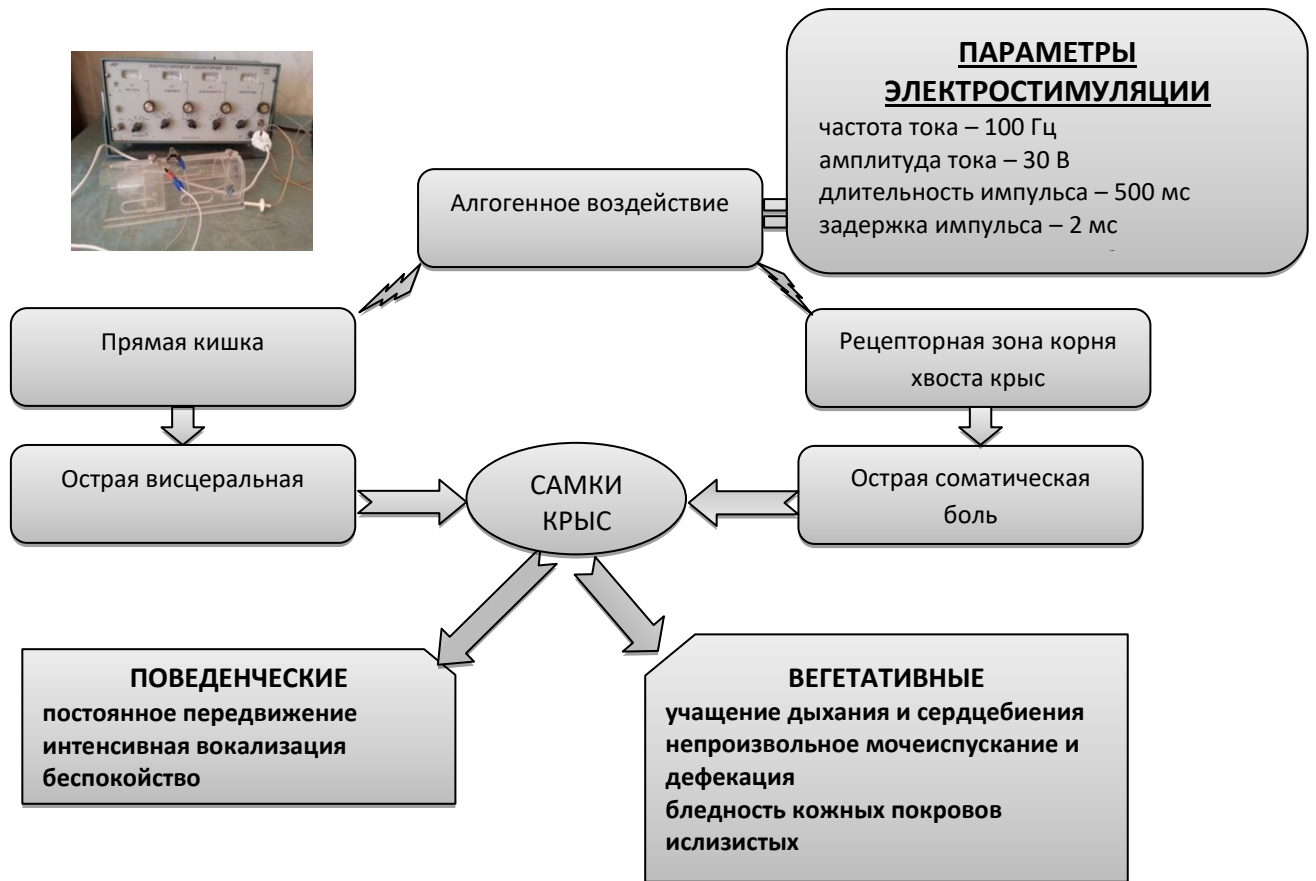 ПАРАМЕТРЫ
ЭЛЕКТРОСТИМУЛЯЦИИ
частота тока – 100 Гц
амплитуда тока – 30 В
длительность импульса – 500 мс
задержка импульса – 2 мс
Алгогенное воздействие
Прямая кишка
Рецепторная зона корня
хвоста крыс
Острая висцеральная
САМКИ
КРЫС
Острая соматическая
боль
ПОВЕДЕНЧЕСКИЕ
постоянное передвижение
интенсивная вокализация
беспокойство
ВЕГЕТАТИВНЫЕ
учащение дыхания и сердцебиения
непроизвольное мочеиспускание и
дефекация
бледность кожных покровов
ислизистых